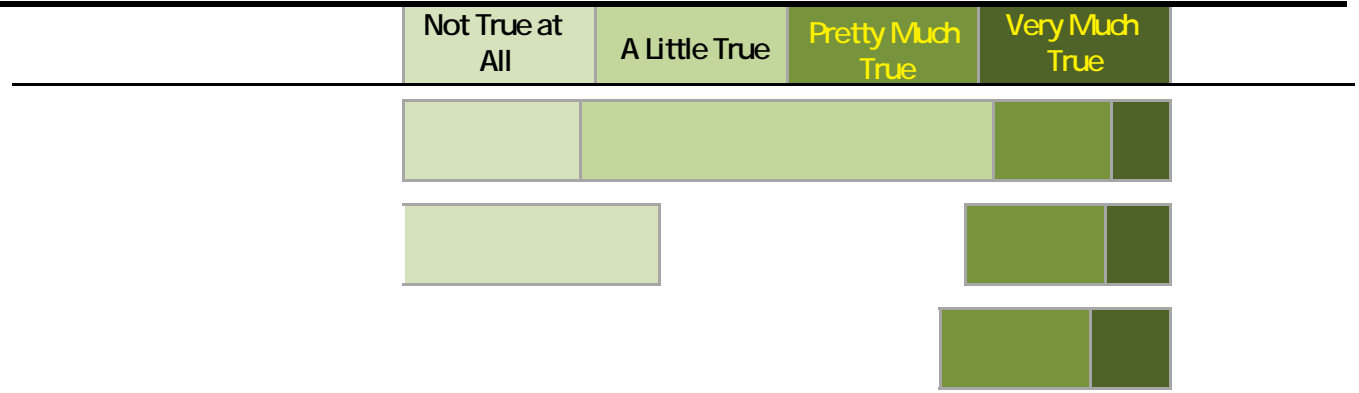 Not True at
All
A Little True
Pretty Much
True
Very Much
True